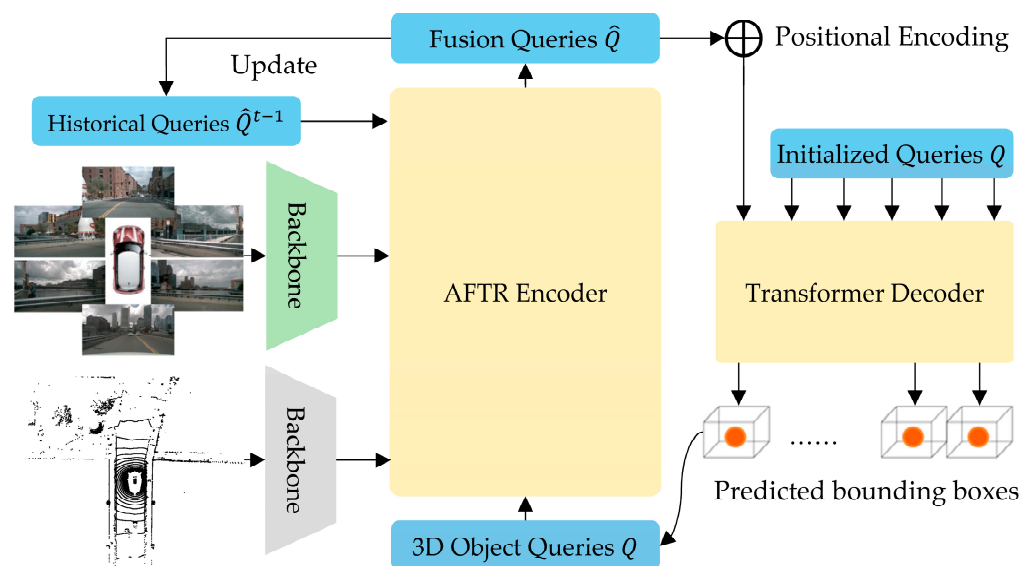 Fusion Queries Q̂
Positional Encoding
Update
Historical Queries Q̂ᵗ⁻¹
Initialized Queries Q
Backbone
AFTR Encoder
Transformer Decoder
Backbone
......
Predicted bounding boxes
3D Object Queries Q